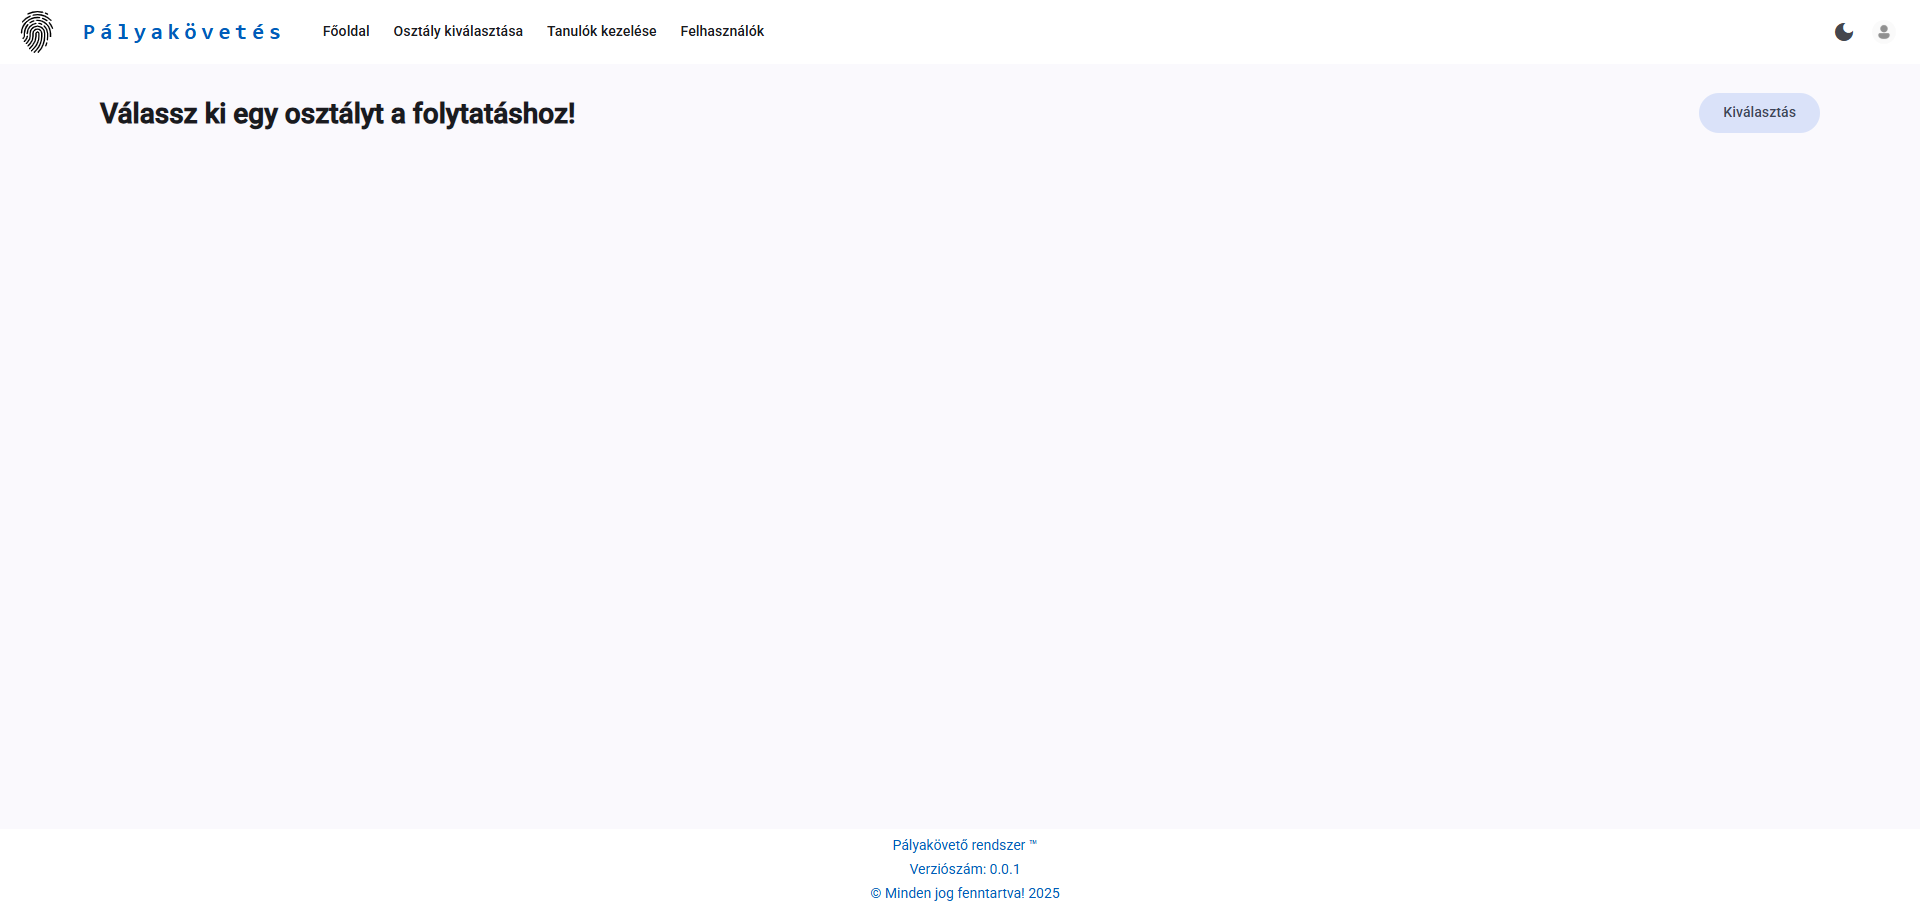 Pályakövetés
Főoldal
Osztály kiválasztása
Tanulók kezelése
Felhasználók
Válassz ki egy osztályt a folytatáshoz!
Kiválasztás
Pályakövető rendszer ™
Verziószám: 0.0.1
© Minden jog fenntartva! 2025